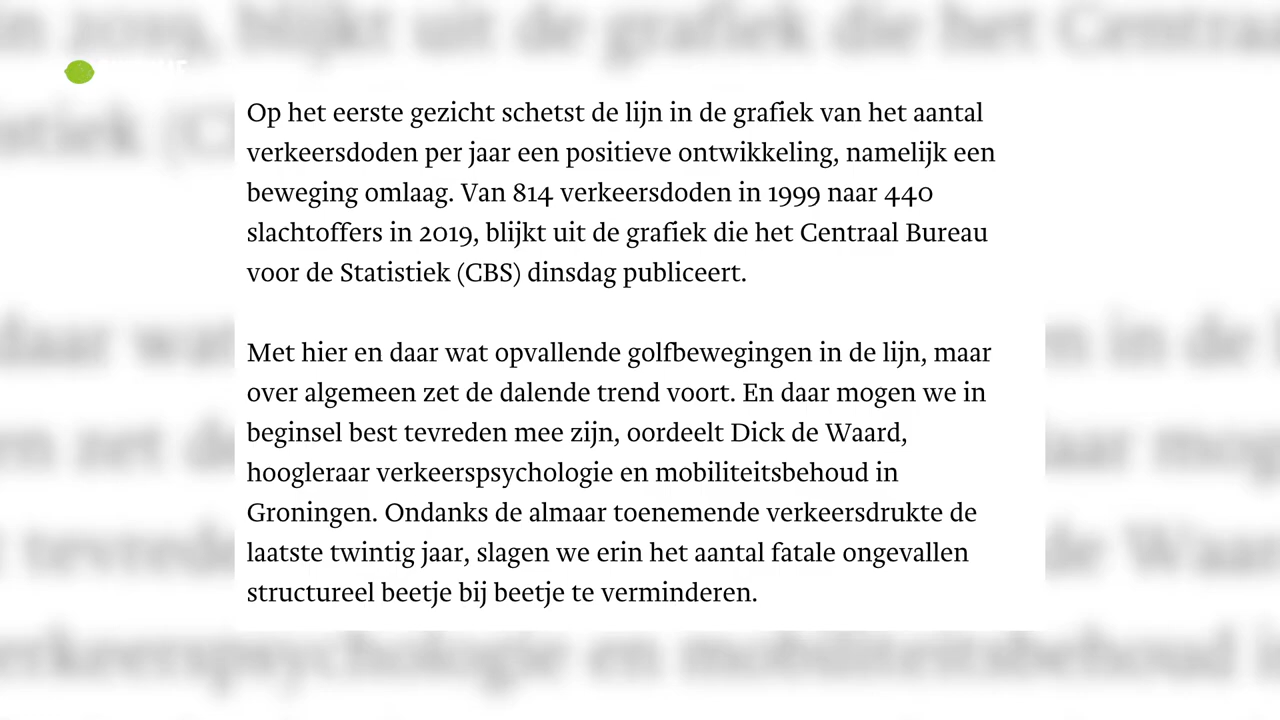 Op het eerste gezicht schetst de lijn in de grafiek van het aantal
verkeersdoden per jaar een positieve ontwikkeling, namelijk een
beweging omlaag. Van 814 verkeersdoden in 1999 naar 440
slachtoffers in 2019, blijkt uit de grafiek die het Centraal Bureau
voor de Statistiek (CBS) dinsdag publiceert.
Met hier en daar wat opvallende golfbewegingen in de lijn, maar
over algemeen zet de dalende trend voort. En daar mogen we in
beginsel best tevreden mee zijn, oordeelt Dick de Waard,
hoogleraar verkeerspsychologie en mobiliteitsbehoud in
Groningen. Ondanks de almaar toenemende verkeersdrukte de
laatste twintig jaar, slagen we erin het aantal fatale ongevallen
structureel beetje bij beetje te verminderen.